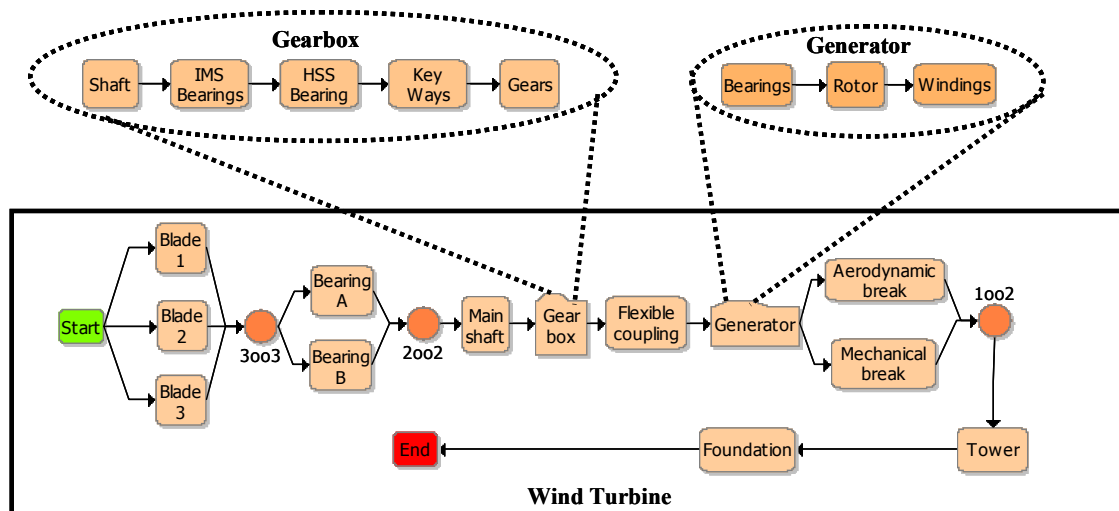 Gearbox
Shaft
IMS
Bearings
HSS
Bearing
Key
Ways
Gears
Generator
Bearings
Rotor
Windings
Start
Blade
1
Blade
2
Blade
3
3oo3
Bearing
A
Bearing
B
2oo2
Main
shaft
Gear
box
Flexible
coupling
Generator
Aerodynamic
break
Mechanical
break
1oo2
Tower
Foundation
End
Wind Turbine